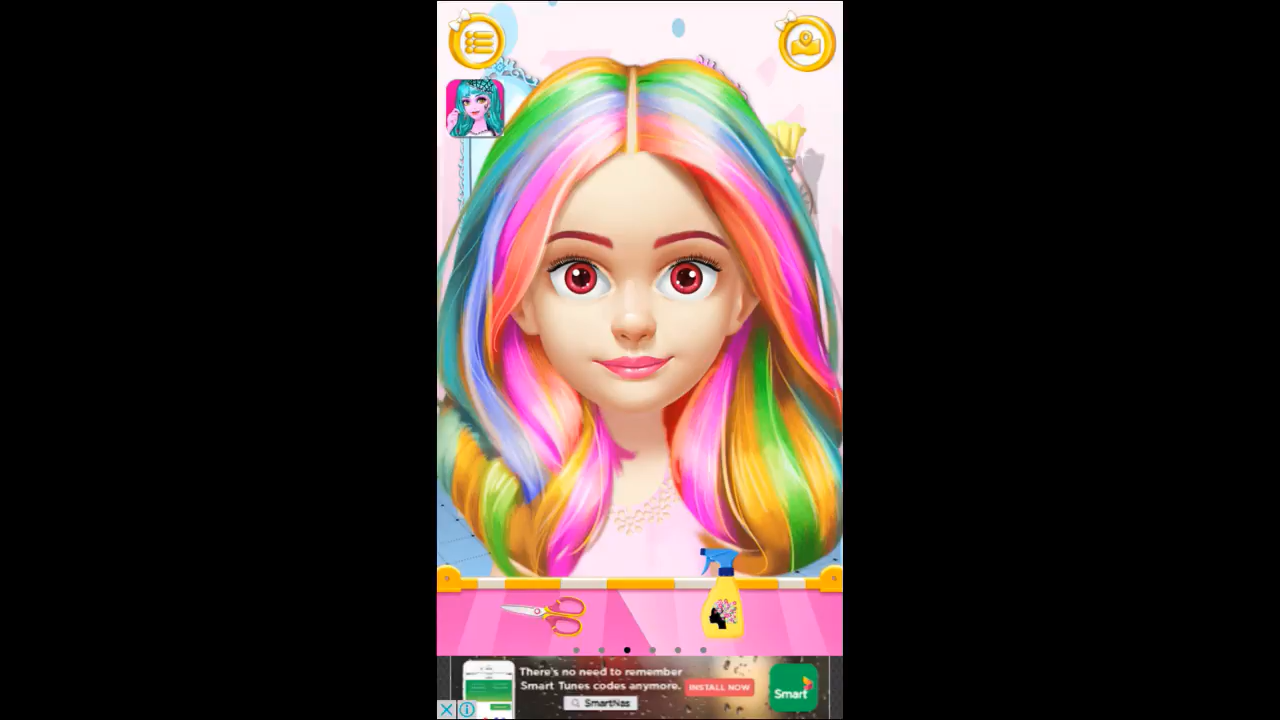 There's no need to remember
Smart Tunes codes anymore.
INSTALL NOW
SmartNas
Smart